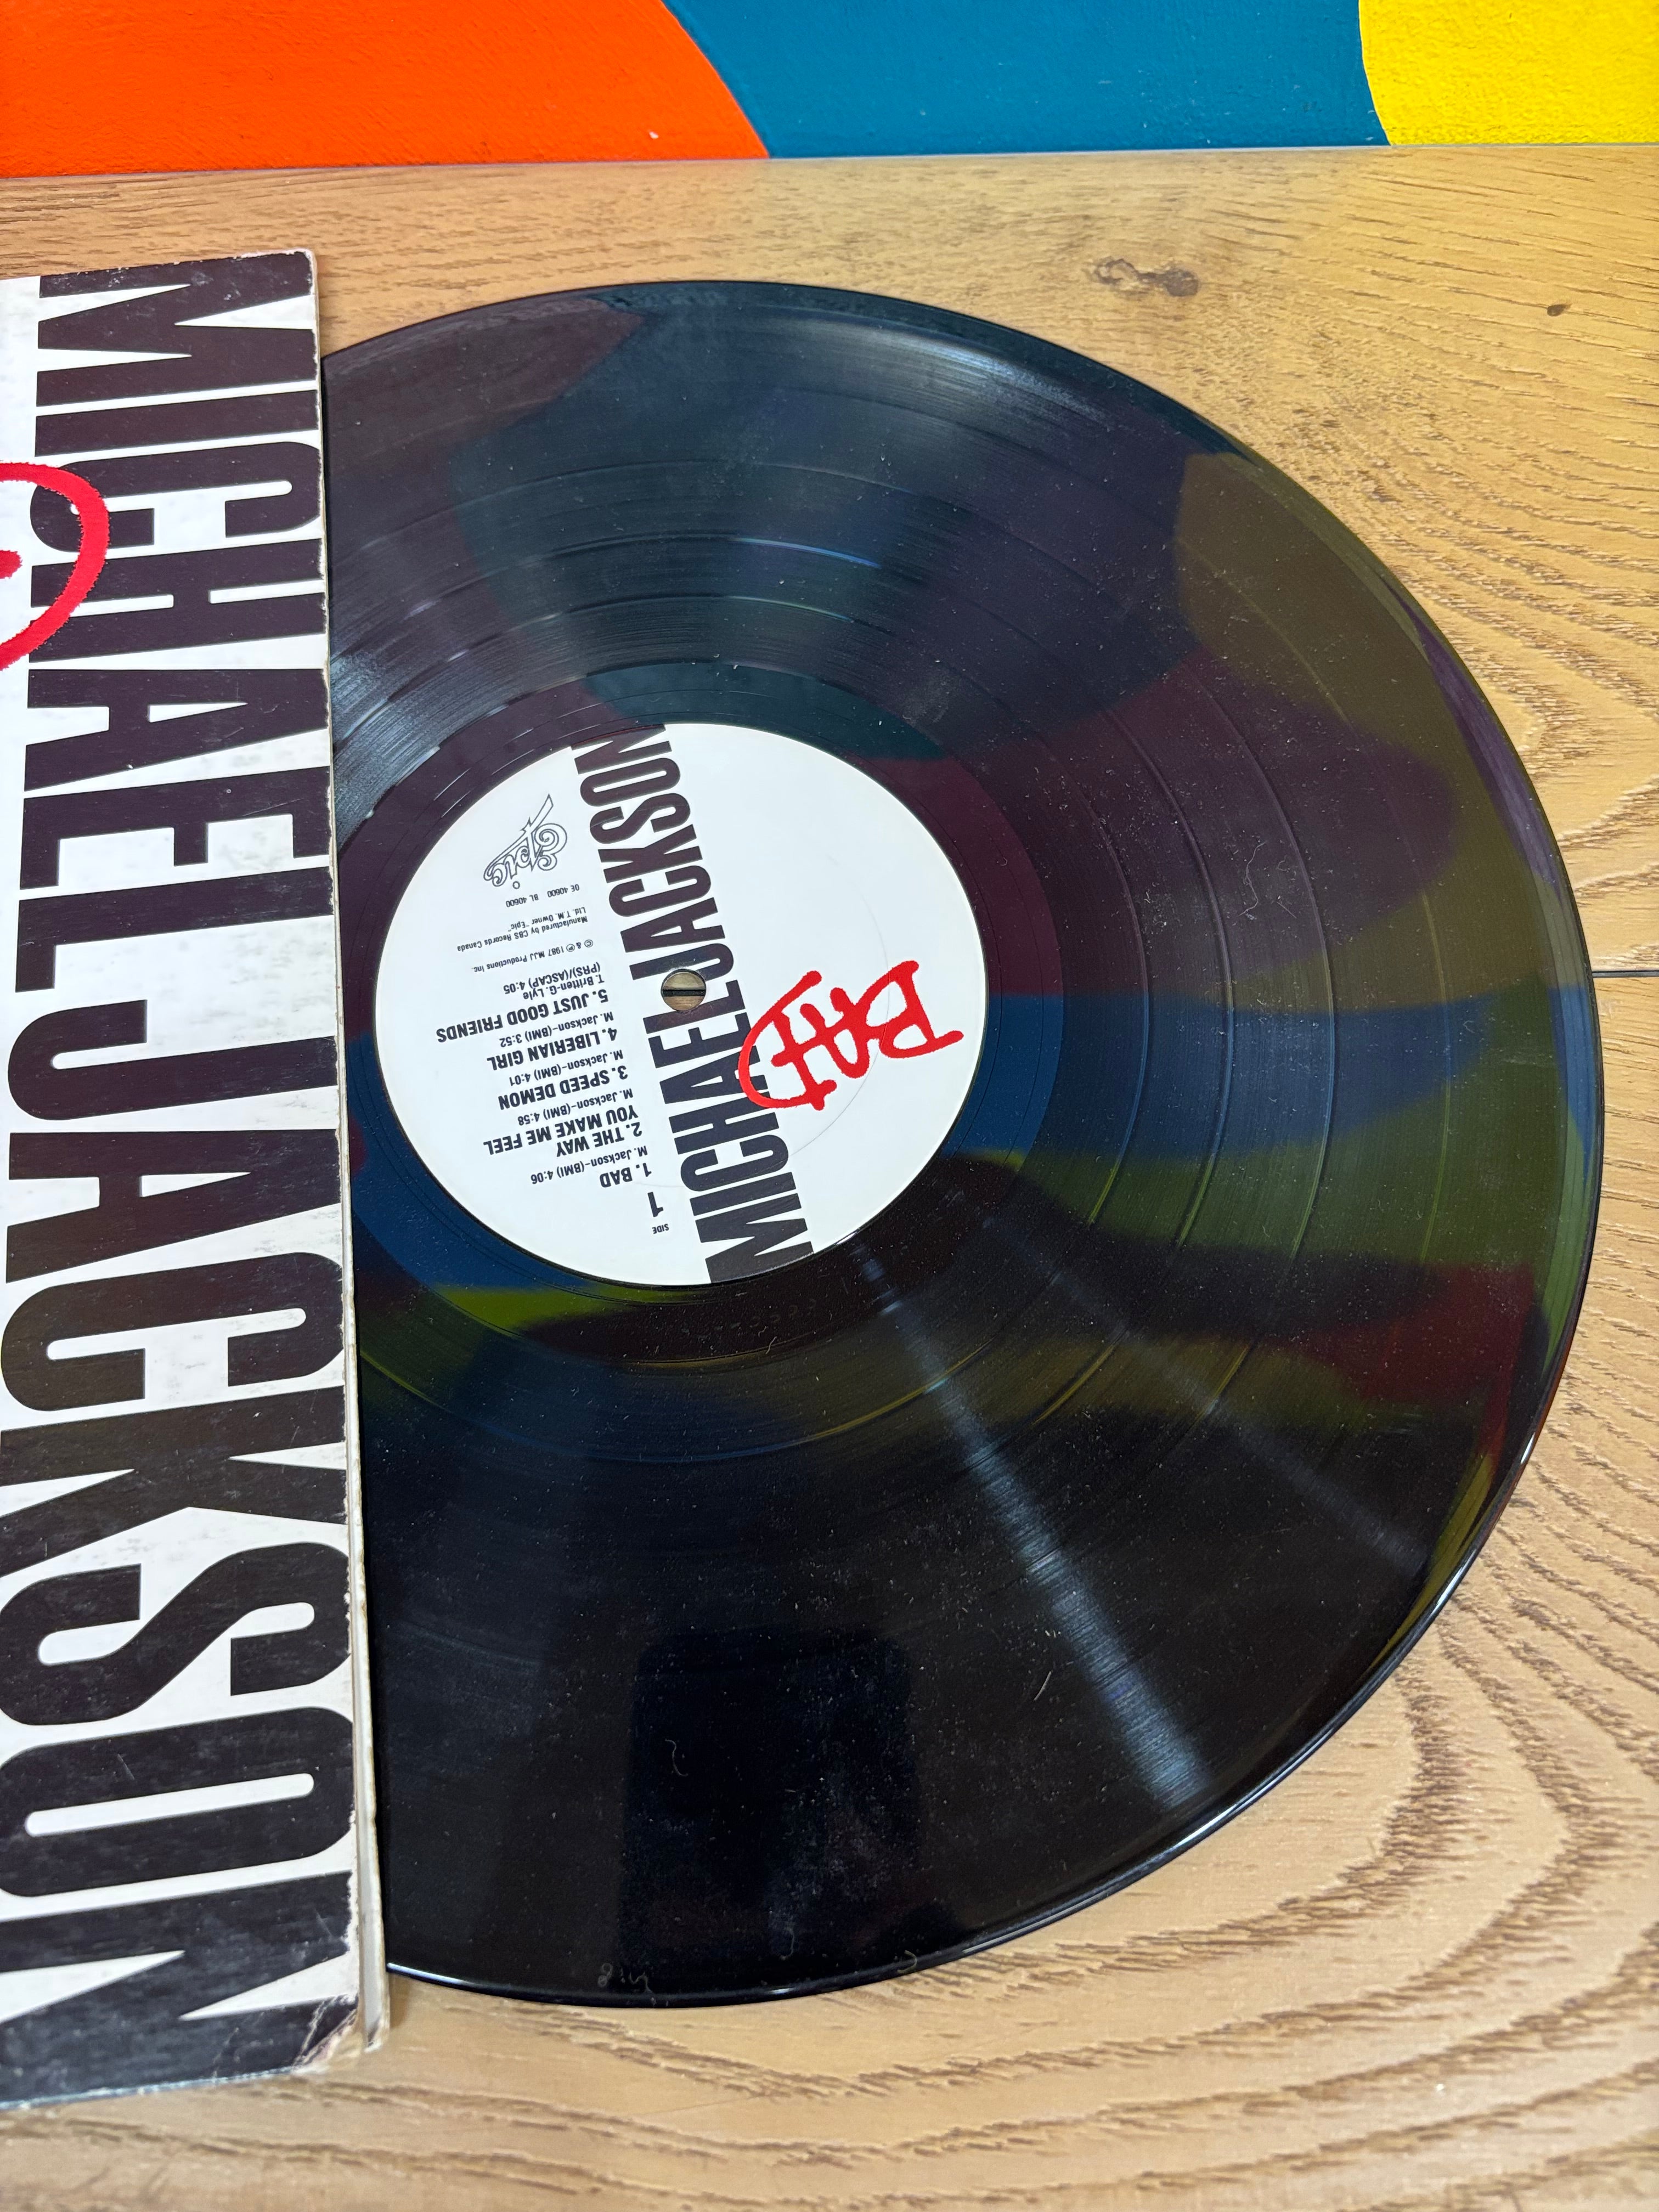 MICHAEL JACKSON
MICHAEL JACKSON
BAD
SIDE
1
1. BAD
M. Jackson-(BMI) 4:06
2. THE WAY
YOU MAKE ME FEEL
M. Jackson-(BMI) 4:58
3. SPEED DEMON
M. Jackson-(BMI) 4:01
4. LIBERIAN GIRL
M. Jackson-(BMI) 3:52
5. JUST GOOD FRIENDS
T. Britten-G. Lyle
(PRS)/(ASCAP) 4:05
© & ℗ 1987 MJJ Productions Inc.
Manufactured by CBS Records Canada
Ltd. T.M. Owner "Epic"
OE 40600 BL 40600
Epic